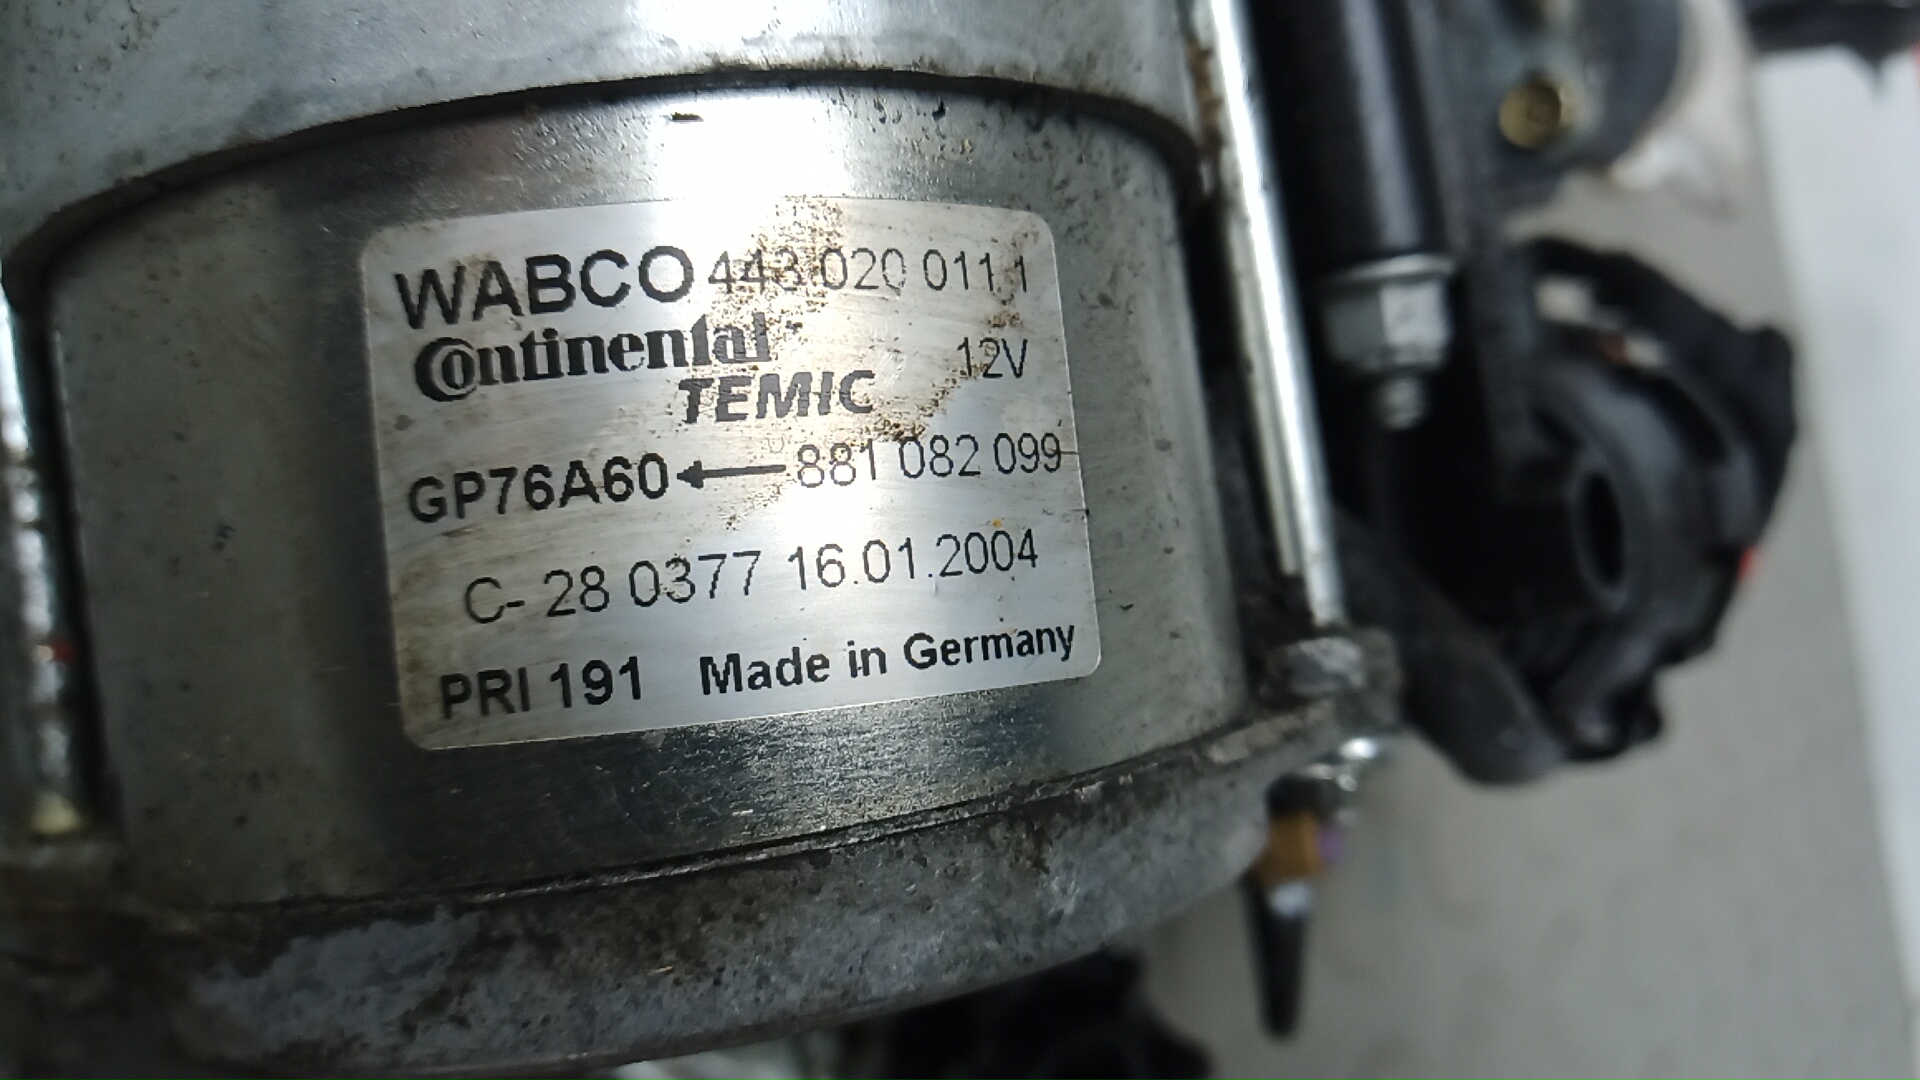 WABCO 443 020 011 1
Continental
12V
TEMIC
GP76A60 ← 881 082 099
C- 28 0377 16.01.2004
PRI 191 Made in Germany